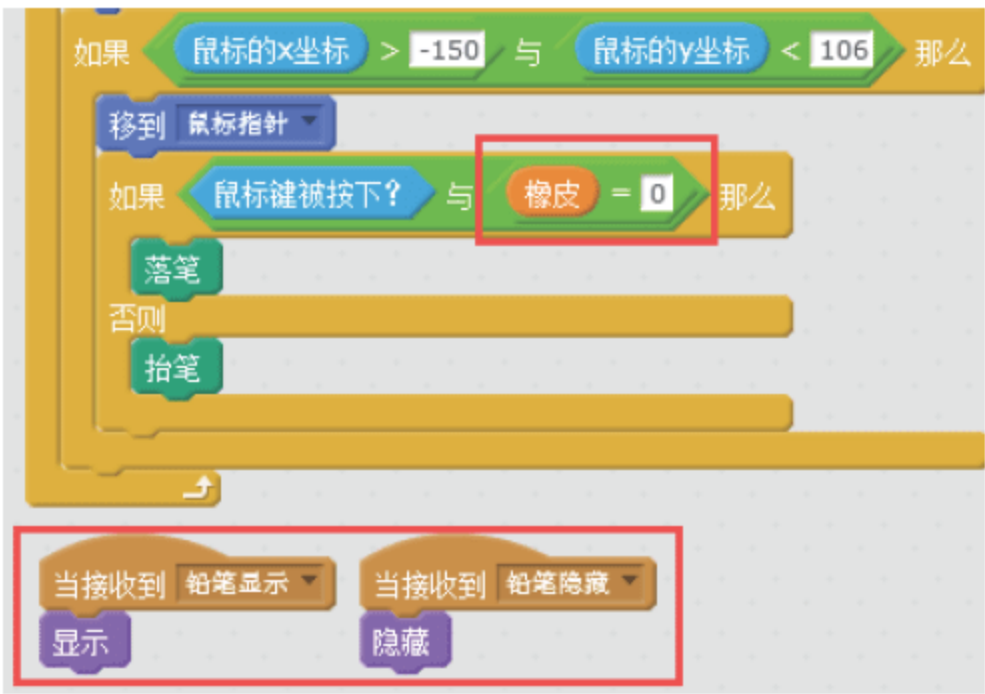 如果 鼠标的x坐标 > -150 与 鼠标的y坐标 < 106 那么
移到 鼠标指针
如果 鼠标键被按下? 与 橡皮 = 0 那么
落笔
否则
抬笔
当接收到 铅笔显示 当接收到 铅笔隐藏
显示 隐藏